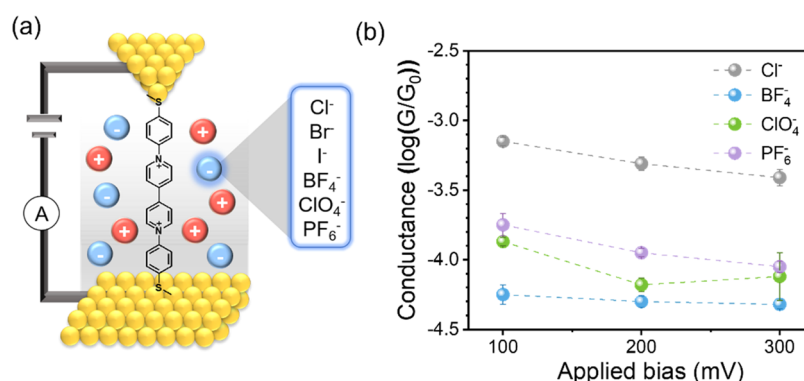 (a)
S
N+
N+
S
+
-
+
-
-
+
-
+
+
-
+
A
Cl-
Br-
I-
BF4-
ClO4-
PF6-
(b)
Conductance (log(G/G0))
-2.5
-3.0
-3.5
-4.0
-4.5
100
200
300
Applied bias (mV)
Cl-
BF4-
ClO4-
PF6-